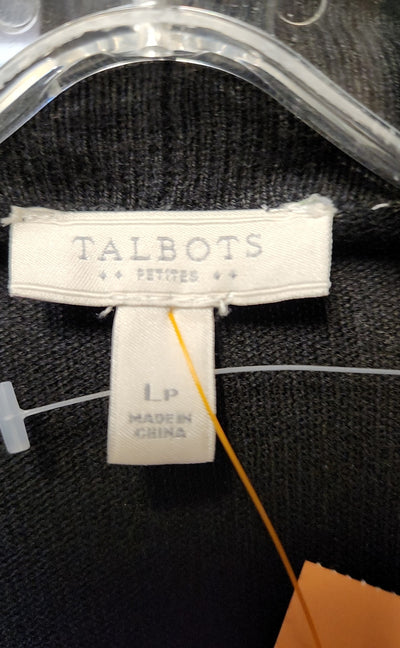 TALBOTS
PETITES
LP
MADE IN
CHINA